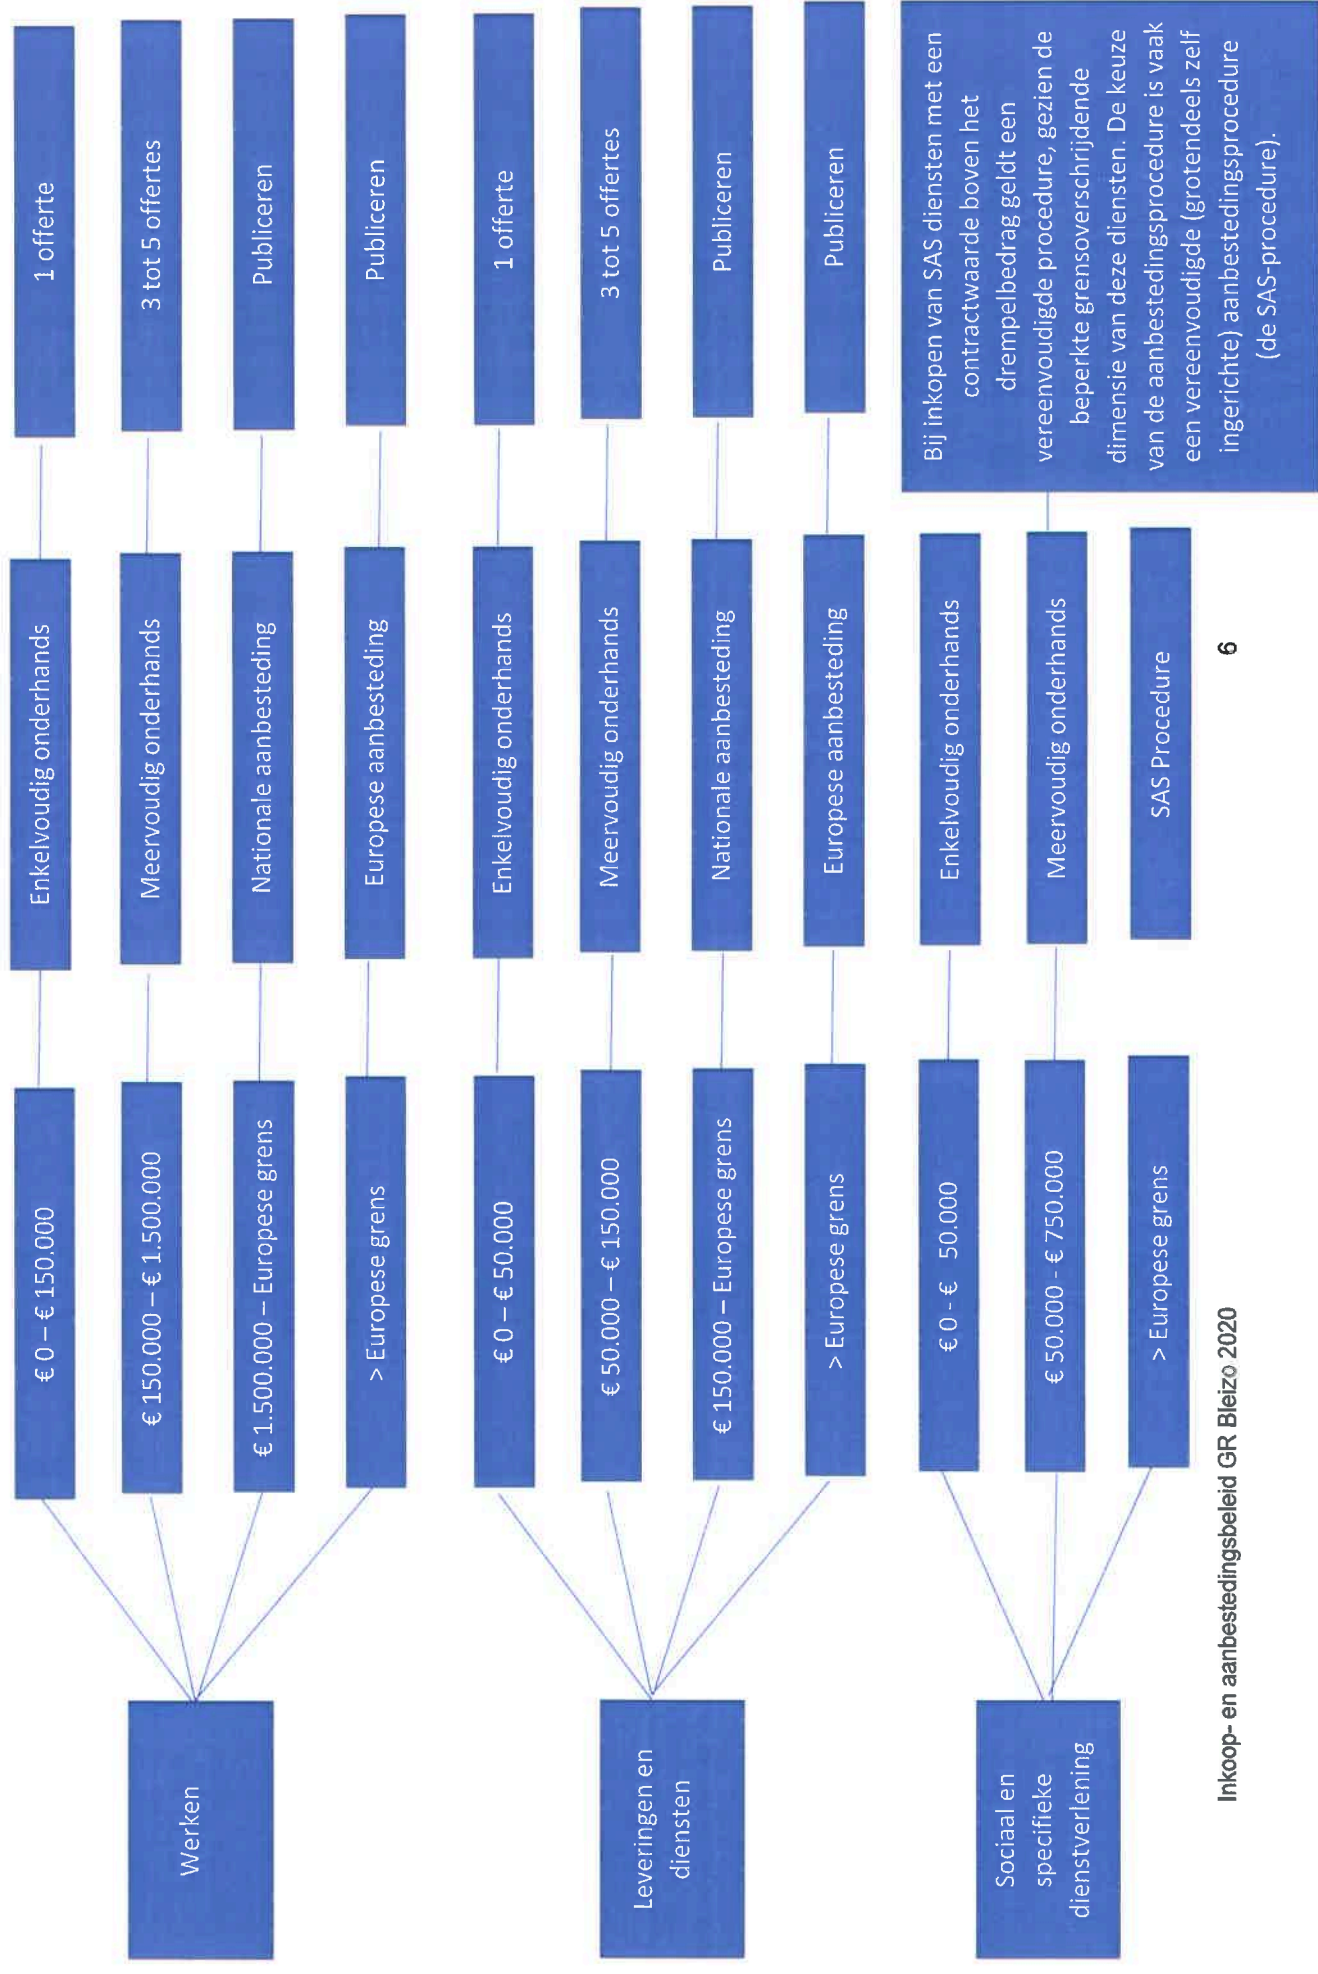 Werken
€ 0 – € 150.000
Enkelvoudig onderhands
1 offerte
€ 150.000 – € 1.500.000
Meervoudig onderhands
3 tot 5 offertes
€ 1.500.000 – Europese grens
Nationale aanbesteding
Publiceren
> Europese grens
Europese aanbesteding
Publiceren
Leveringen en
diensten
€ 0 – € 50.000
Enkelvoudig onderhands
1 offerte
€ 50.000 – € 150.000
Meervoudig onderhands
3 tot 5 offertes
€ 150.000 – Europese grens
Nationale aanbesteding
Publiceren
> Europese grens
Europese aanbesteding
Publiceren
Sociaal en
specifieke
dienstverlening
€ 0 - € 50.000
Enkelvoudig onderhands
€ 50.000 - € 750.000
Meervoudig onderhands
> Europese grens
SAS Procedure
Bij inkopen van SAS diensten met een
contractwaarde boven het
drempelbedrag geldt een
vereenvoudigde procedure, gezien de
beperkte grensoverschrijdende
dimensie van deze diensten. De keuze
van de aanbestedingsprocedure is vaak
een vereenvoudigde (grotendeels zelf
ingerichte) aanbestedingsprocedure
(de SAS-procedure).
Inkoop- en aanbestedingsbeleid GR Bleizo 2020
6